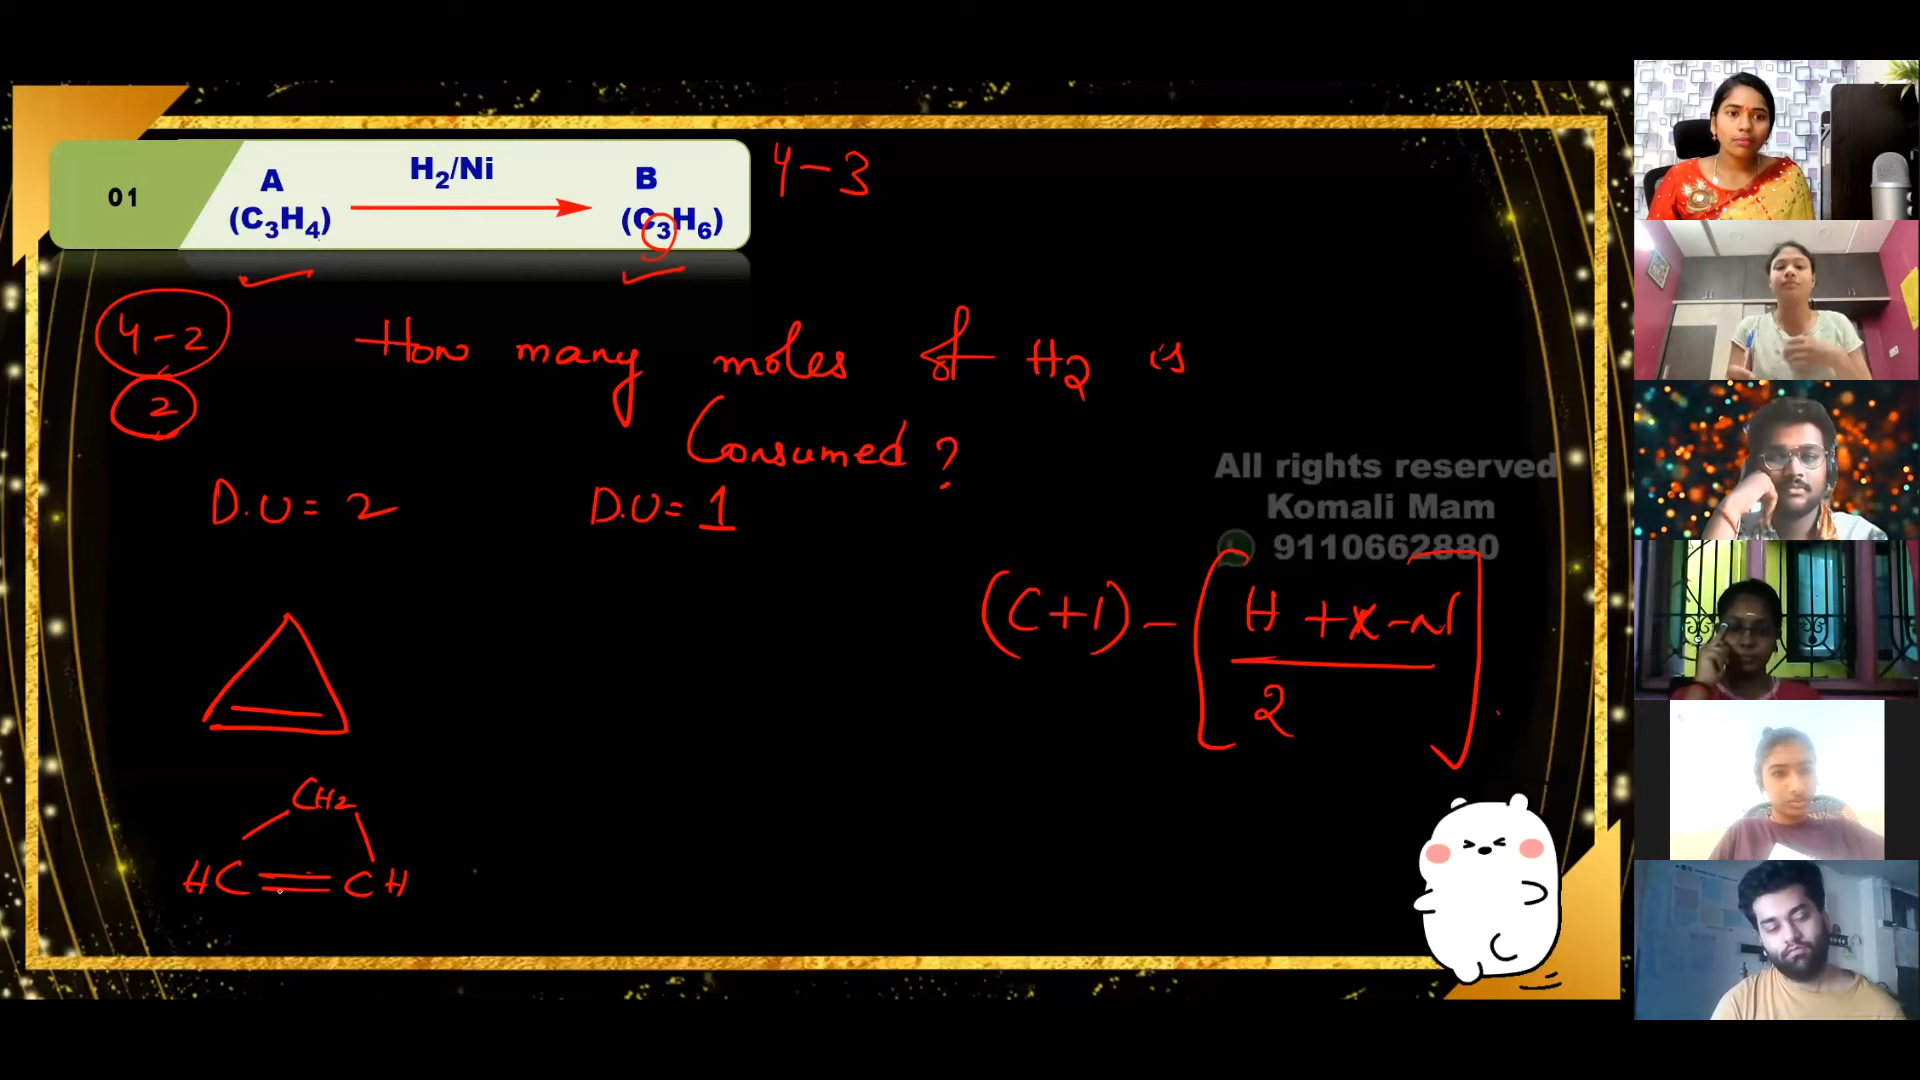 01
A
H₂/Ni
B
(C₃H₄)
(C₃H₆)
4-3
4-2
2
How many moles of H₂ is
Consumed ?
D.U = 2
D.U = 1
All rights reserved
Komali Mam
9110662880
(C+1) - [H + X - N
2]
CH₂
HC = CH